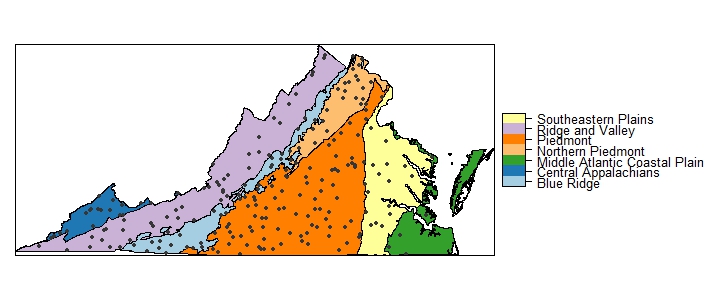 Southeastern Plains
Ridge and Valley
Piedmont
Northern Piedmont
Middle Atlantic Coastal Plain
Central Appalachians
Blue Ridge